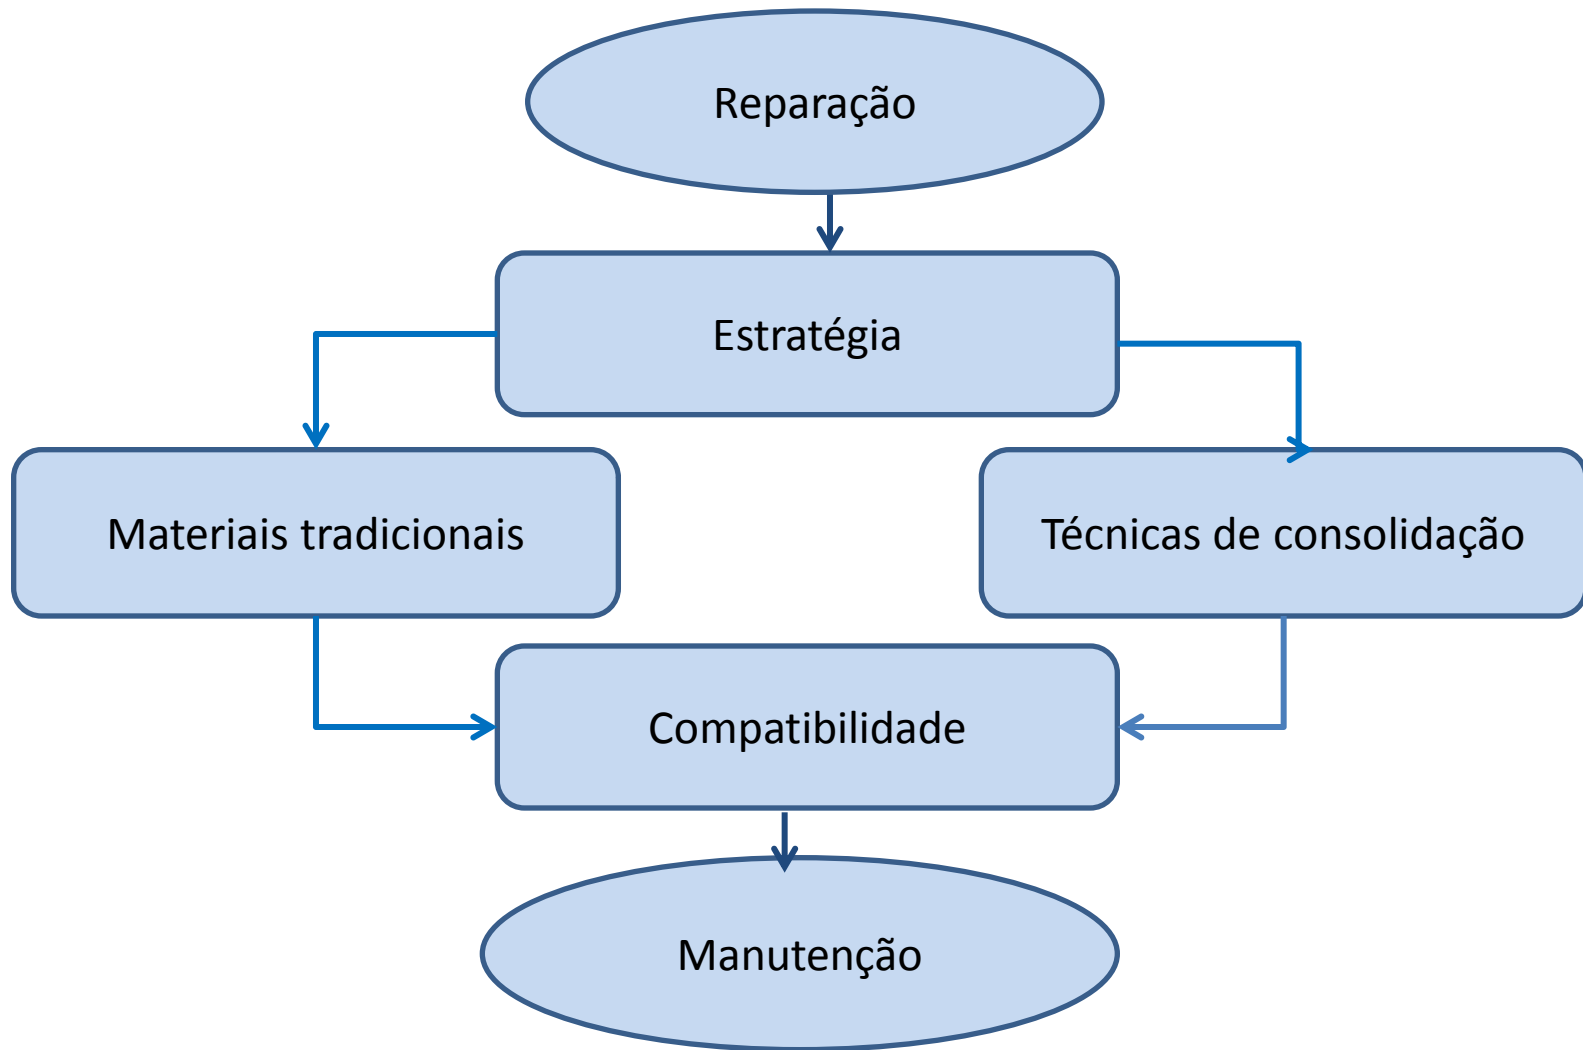 Reparação
Estratégia
Materiais tradicionais
Técnicas de consolidação
Compatibilidade
Manutenção